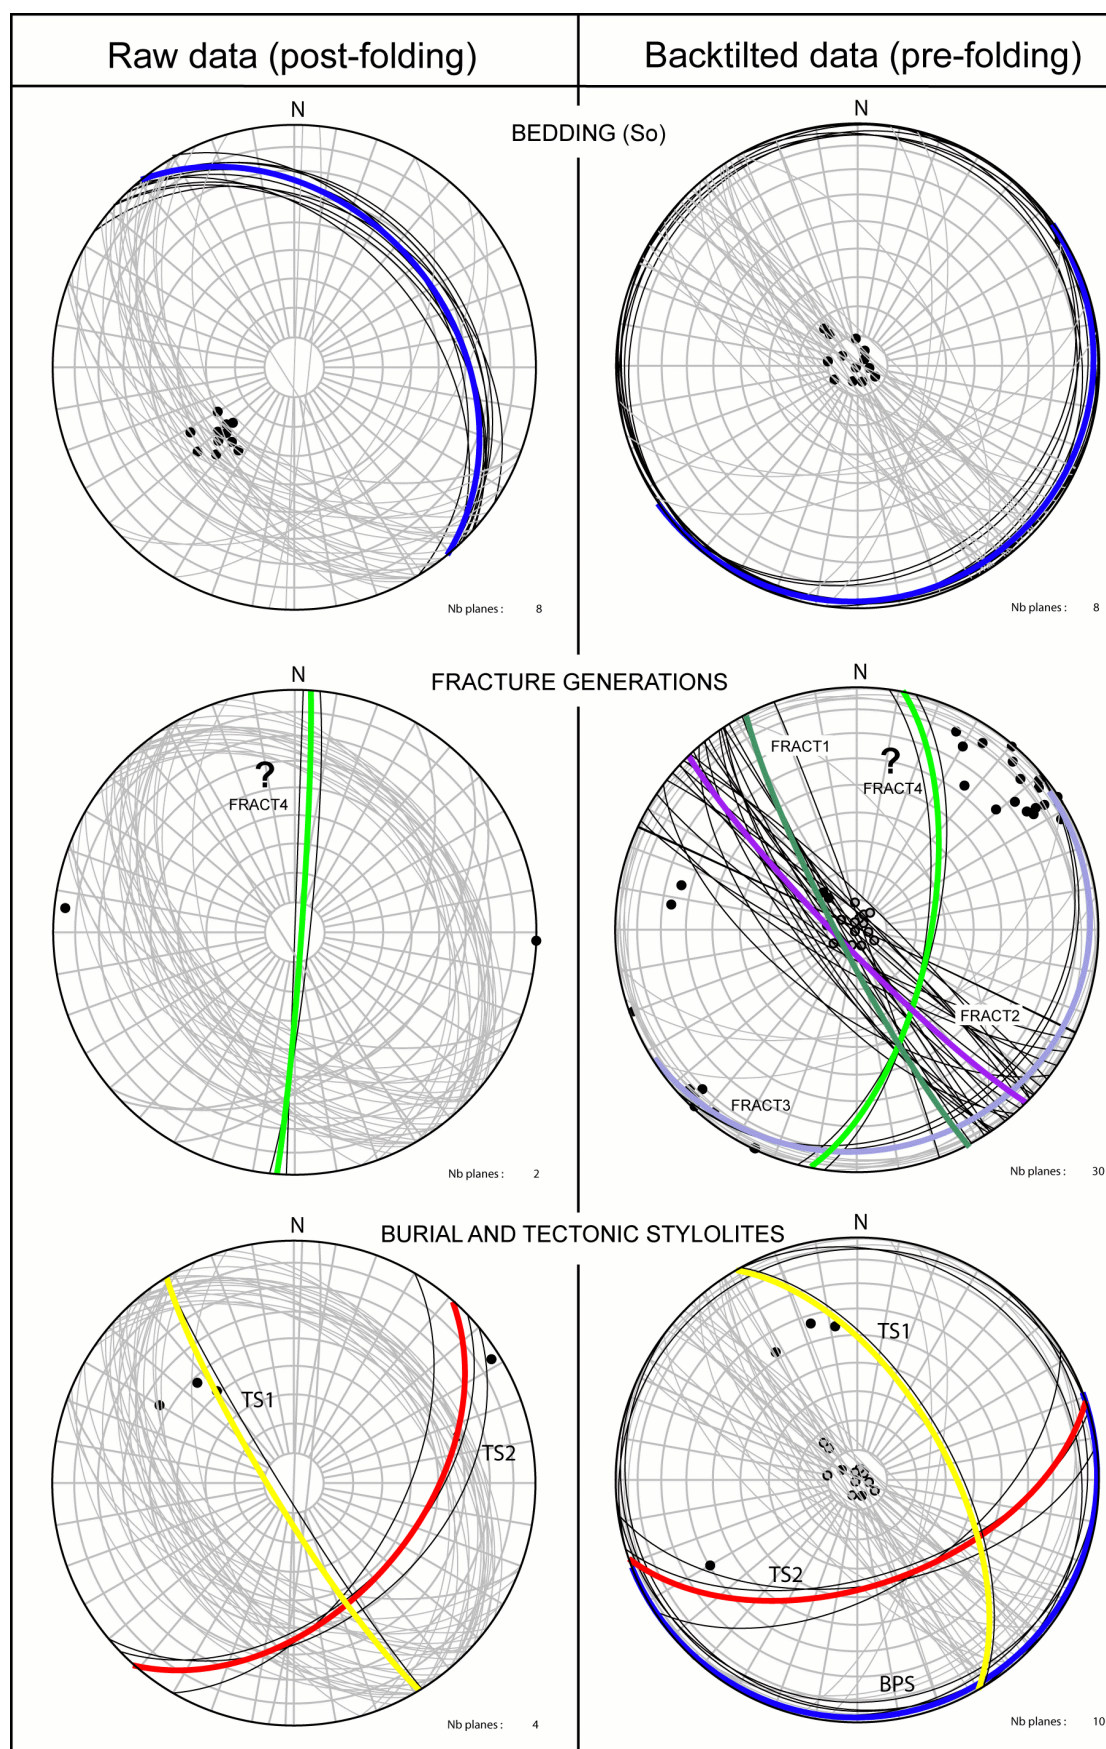 Raw data (post-folding)
Backtilted data (pre-folding)
BEDDING (So)
N
N
Nb planes : 8
Nb planes : 8
FRACTURE GENERATIONS
N
N
?
FRACT4
FRACT1
?
FRACT4
FRACT2
FRACT3
Nb planes : 2
Nb planes : 30
BURIAL AND TECTONIC STYLOLITES
N
N
TS1
TS2
TS1
TS2
BPS
Nb planes : 4
Nb planes : 10